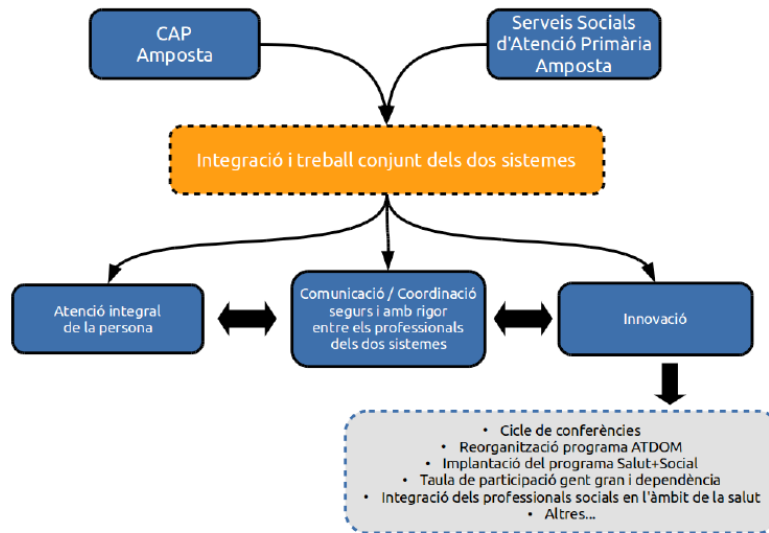 CAP
Amposta
Serveis Socials
d'Atenció Primària
Amposta
Integració i treball conjunt dels dos sistemes
Atenció integral
de la persona
Comunicació / Coordinació
segurs i amb rigor
entre els professionals
dels dos sistemes
Innovació
• Cicle de conferències
• Reorganització programa ATDOM
• Implantació del programa Salut+Social
• Taula de participació gent gran i dependència
• Integració dels professionals socials en l'àmbit de la salut
• Altres...